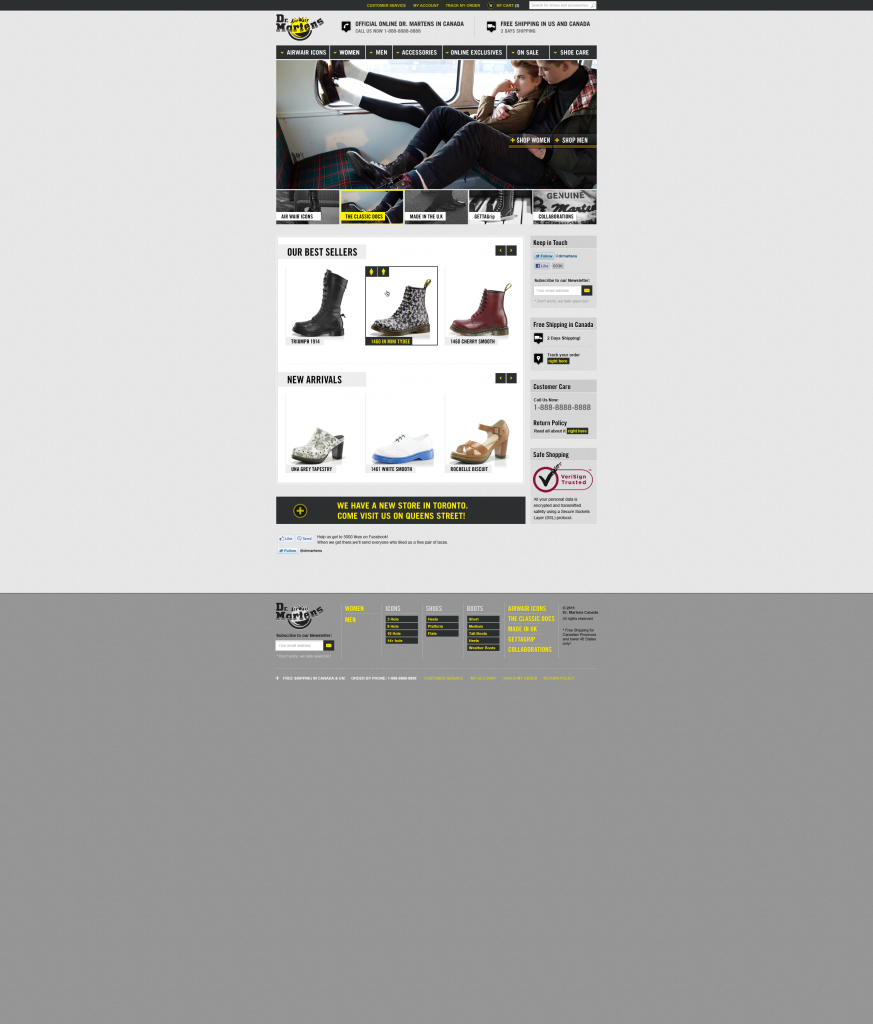 CUSTOMER SERVICE
MY ACCOUNT
TRACK MY ORDER
MY CART (0)
Search for shoes and accessories
Dr. Martens
AirWair
OFFICIAL ONLINE DR. MARTENS IN CANADA
CALL US NOW 1-888-8888-8888
FREE SHIPPING IN US AND CANADA
2 DAYS SHIPPING
AIRWAIR ICONS
WOMEN
MEN
ACCESSORIES
ONLINE EXCLUSIVES
ON SALE
SHOE CARE
SHOP WOMEN
SHOP MEN
AIR WAIR ICONS
THE CLASSIC DOCS
MADE IN THE U.K
GETTAGrip
GENUINE
Dr. Martens
COLLABORATIONS
OUR BEST SELLERS
TRIUMPH 1914
1460 IN MINI TYDEE
1460 CHERRY SMOOTH
NEW ARRIVALS
UNA GREY TAPESTRY
1461 WHITE SMOOTH
ROCHELLE BISCUIT
Keep in Touch
Follow @drmartens
Like
Subscribe to our Newsletter:
Your email address
* Don't worry, we hate spam too!
Free Shipping in Canada
2 Days Shipping!
Track your order
right here
Customer Care
Call Us Now:
1-888-8888-8888
Return Policy
Read all about it right here
Safe Shopping
VeriSign
Trusted
All your personal data is
encrypted and transmitted
safetly using a Secure Sockets
Layer (SSL) protocol.
WE HAVE A NEW STORE IN TORONTO.
COME VISIT US ON QUEENS STREET!
Like
Send
Help us get to 5000 likes on Facebook!
When we get there we'll send everyone who liked us a free pair of laces.
Follow @drmartens
Dr. Martens
AirWair
Subscribe to our Newsletter:
Your email address
* Don't worry, we hate spam too!
WOMEN
MEN
ICONS
3 Hole
8 Hole
10 Hole
14+ hole
SHOES
Heels
Platform
Flats
BOOTS
Short
Medium
Tall Boots
Heels
Weather Boots
AIRWAIR ICONS
THE CLASSIC DOCS
MADE IN UK
GETTAGRIP
COLLABORATIONS
Dr. Martens Canada
All rights reserved
* Free Shipping for
Canadian Provinces
and lower 48 States
only!
FREE SHIPPING IN CANADA & US!
ORDER BY PHONE: 1-888-8888-8888
CUSTOMER SERVICE
MY ACCOUNT
TRACK MY ORDER
RETURN POLICY